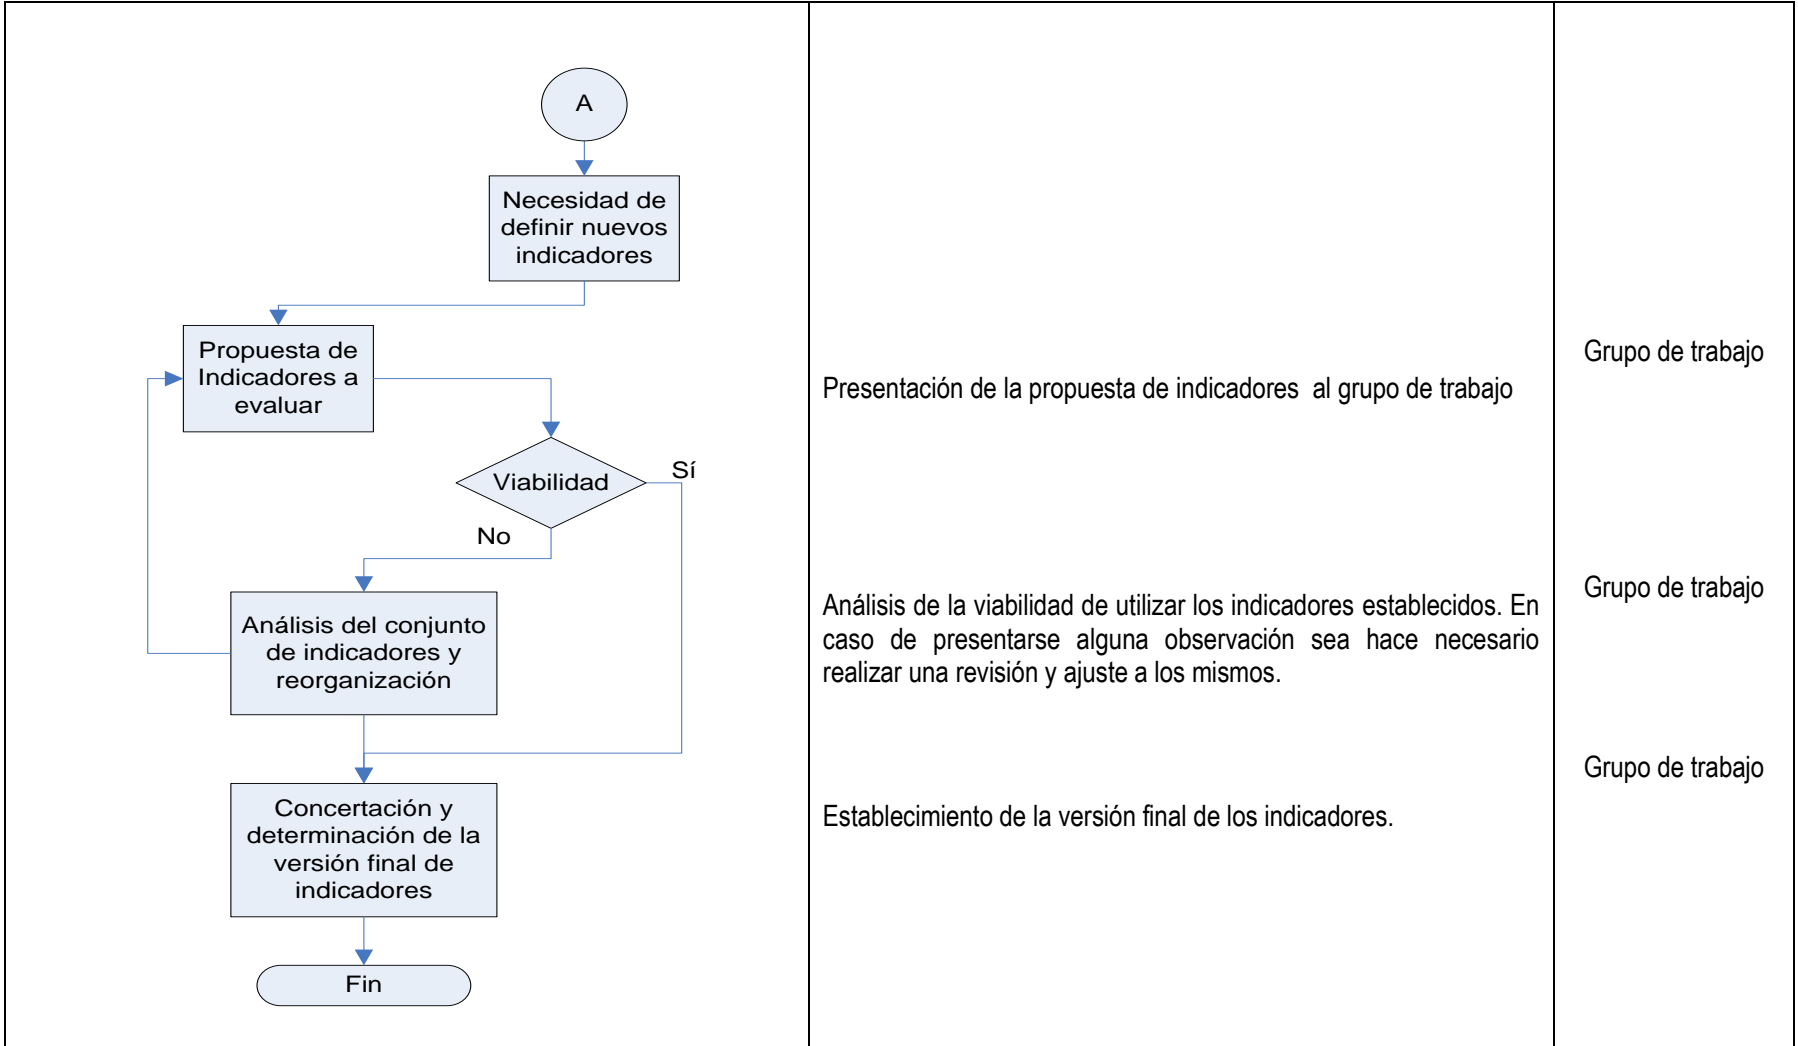 A
Necesidad de
definir nuevos
indicadores
Propuesta de
Indicadores a
evaluar
Viabilidad
Sí
No
Análisis del conjunto
de indicadores y
reorganización
Concertación y
determinación de la
versión final de
indicadores
Fin
Presentación de la propuesta de indicadores  al grupo de trabajo
Análisis de la viabilidad de utilizar los indicadores establecidos. En
caso de presentarse alguna observación sea hace necesario
realizar una revisión y ajuste a los mismos.
Establecimiento de la versión final de los indicadores.
Grupo de trabajo
Grupo de trabajo
Grupo de trabajo